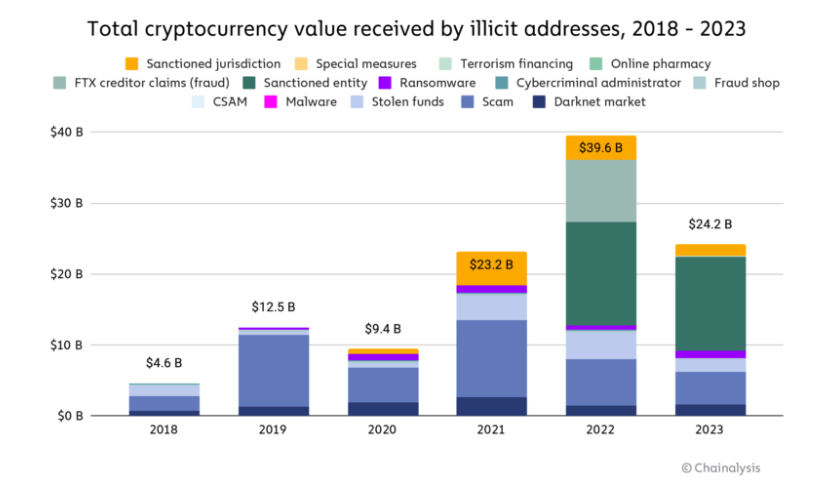 Total cryptocurrency value received by illicit addresses, 2018 - 2023
Sanctioned jurisdiction Special measures Terrorism financing Online pharmacy
FTX creditor claims (fraud) Sanctioned entity Ransomware Cybercriminal administrator Fraud shop
CSAM Malware Stolen funds Scam Darknet market
$40 B
$39.6 B
$30 B
$24.2 B
$23.2 B
$20 B
$12.5 B
$9.4 B
$10 B
$4.6 B
$0 B
2018 2019 2020 2021 2022 2023
© Chainalysis